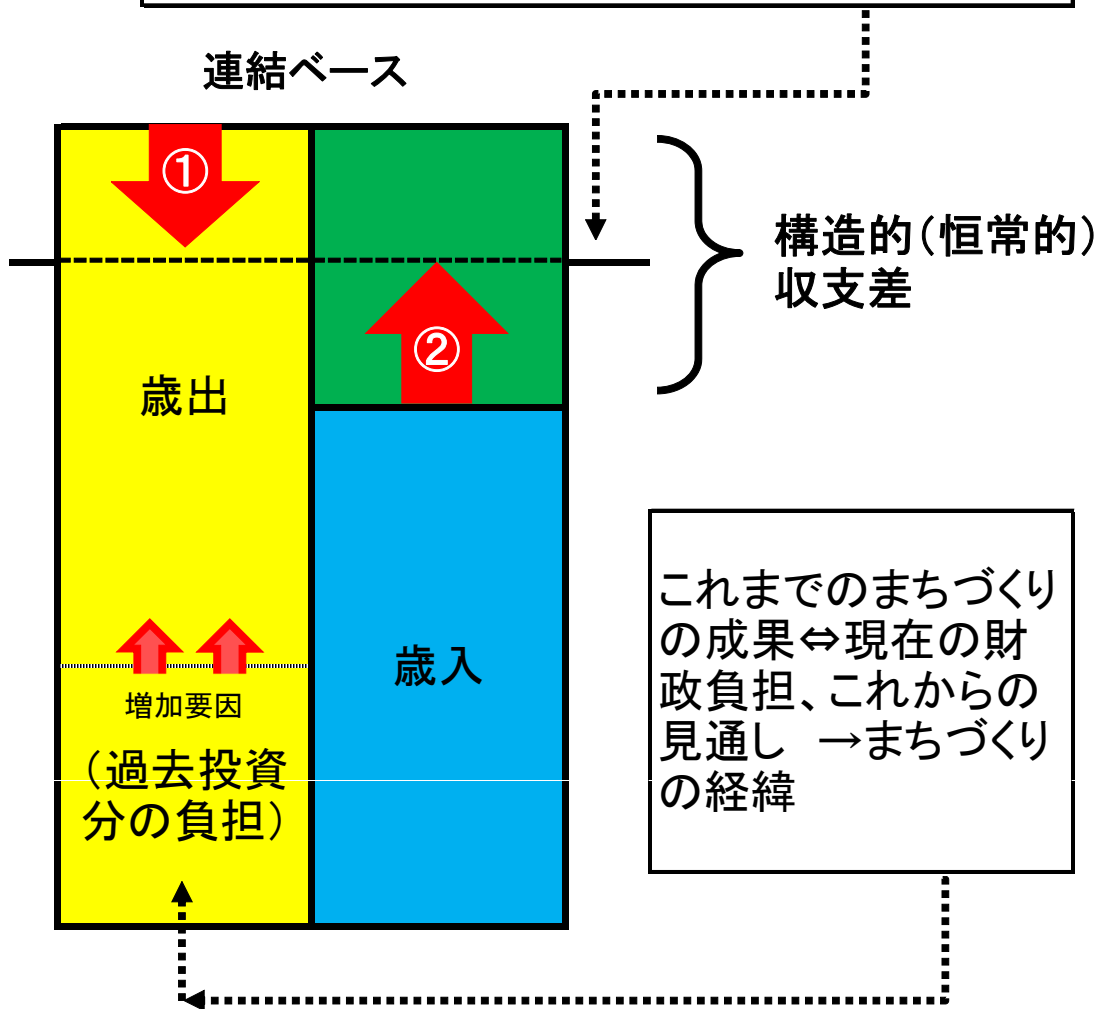 連結ベース
①
構造的(恒常的)
収支差
②
歳出
これまでのまちづくり
の成果⇔現在の財
政負担、これからの
見通し　→まちづくり
の経緯
歳入
増加要因
(過去投資
分の負担)